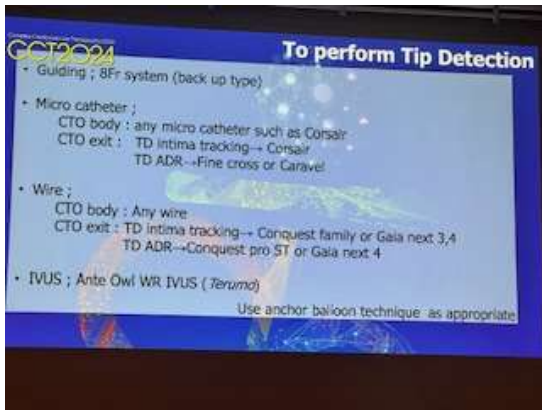 CCT2024
To perform Tip Detection
• Guiding ; 8Fr system (back up type)
• Micro catheter ;
CTO body : any micro catheter such as Corsair
CTO exit : TD intima tracking→ Corsair
TD ADR→Fine cross or Caravel
• Wire ;
CTO body : Any wire
CTO exit : TD intima tracking→ Conquest family or Gaia next 3,4
TD ADR→Conquest pro ST or Gaia next 4
• IVUS ; Ante Owl WR IVUS ( Terumo)
Use anchor balloon technique as appropriate